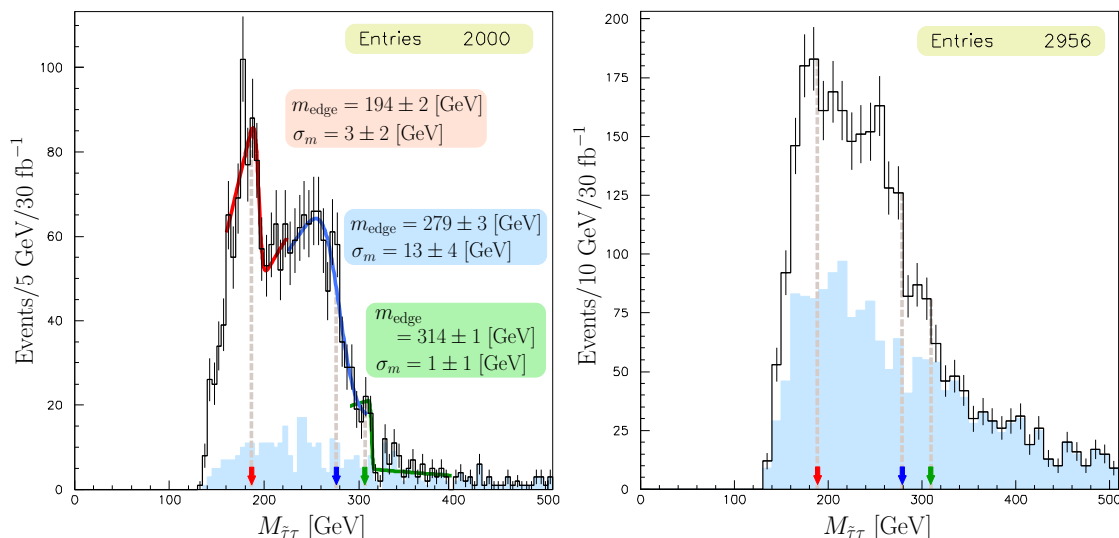 Entries 2000
m_edge = 194 ± 2 [GeV]
σ_m = 3 ± 2 [GeV]
m_edge = 279 ± 3 [GeV]
σ_m = 13 ± 4 [GeV]
m_edge
= 314 ± 1 [GeV]
σ_m = 1 ± 1 [GeV]
Events/5 GeV/30 fb⁻¹
100
80
60
40
20
0
0 100 200 300 400 500
M_τ̃τ [GeV]
Entries 2956
Events/10 GeV/30 fb⁻¹
200
175
150
125
100
75
50
25
0
0 100 200 300 400 500
M_τ̃τ [GeV]